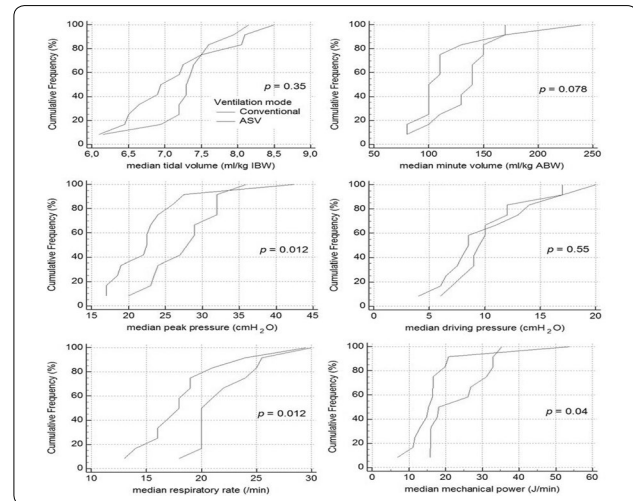 Cumulative Frequency (%)
100
80
60
40
20
0
p = 0.35
Ventilation mode
Conventional
ASV
6,0 6,5 7,0 7,5 8,0 8,5 9,0
median tidal volume (ml/kg IBW)
Cumulative Frequency (%)
100
80
60
40
20
0
p = 0.078
50 100 150 200 250
median minute volume (ml/kg ABW)
Cumulative Frequency (%)
100
80
60
40
20
0
p = 0.012
15 20 25 30 35 40 45
median peak pressure (cmH2O)
Cumulative Frequency (%)
100
80
60
40
20
0
p = 0.55
0 5 10 15 20
median driving pressure (cmH2O)
Cumulative Frequency (%)
100
80
60
40
20
0
p = 0.012
10 15 20 25 30
median respiratory rate (/min)
Cumulative Frequency (%)
100
80
60
40
20
0
p = 0.04
0 10 20 30 40 50 60
median mechanical power (J/min)